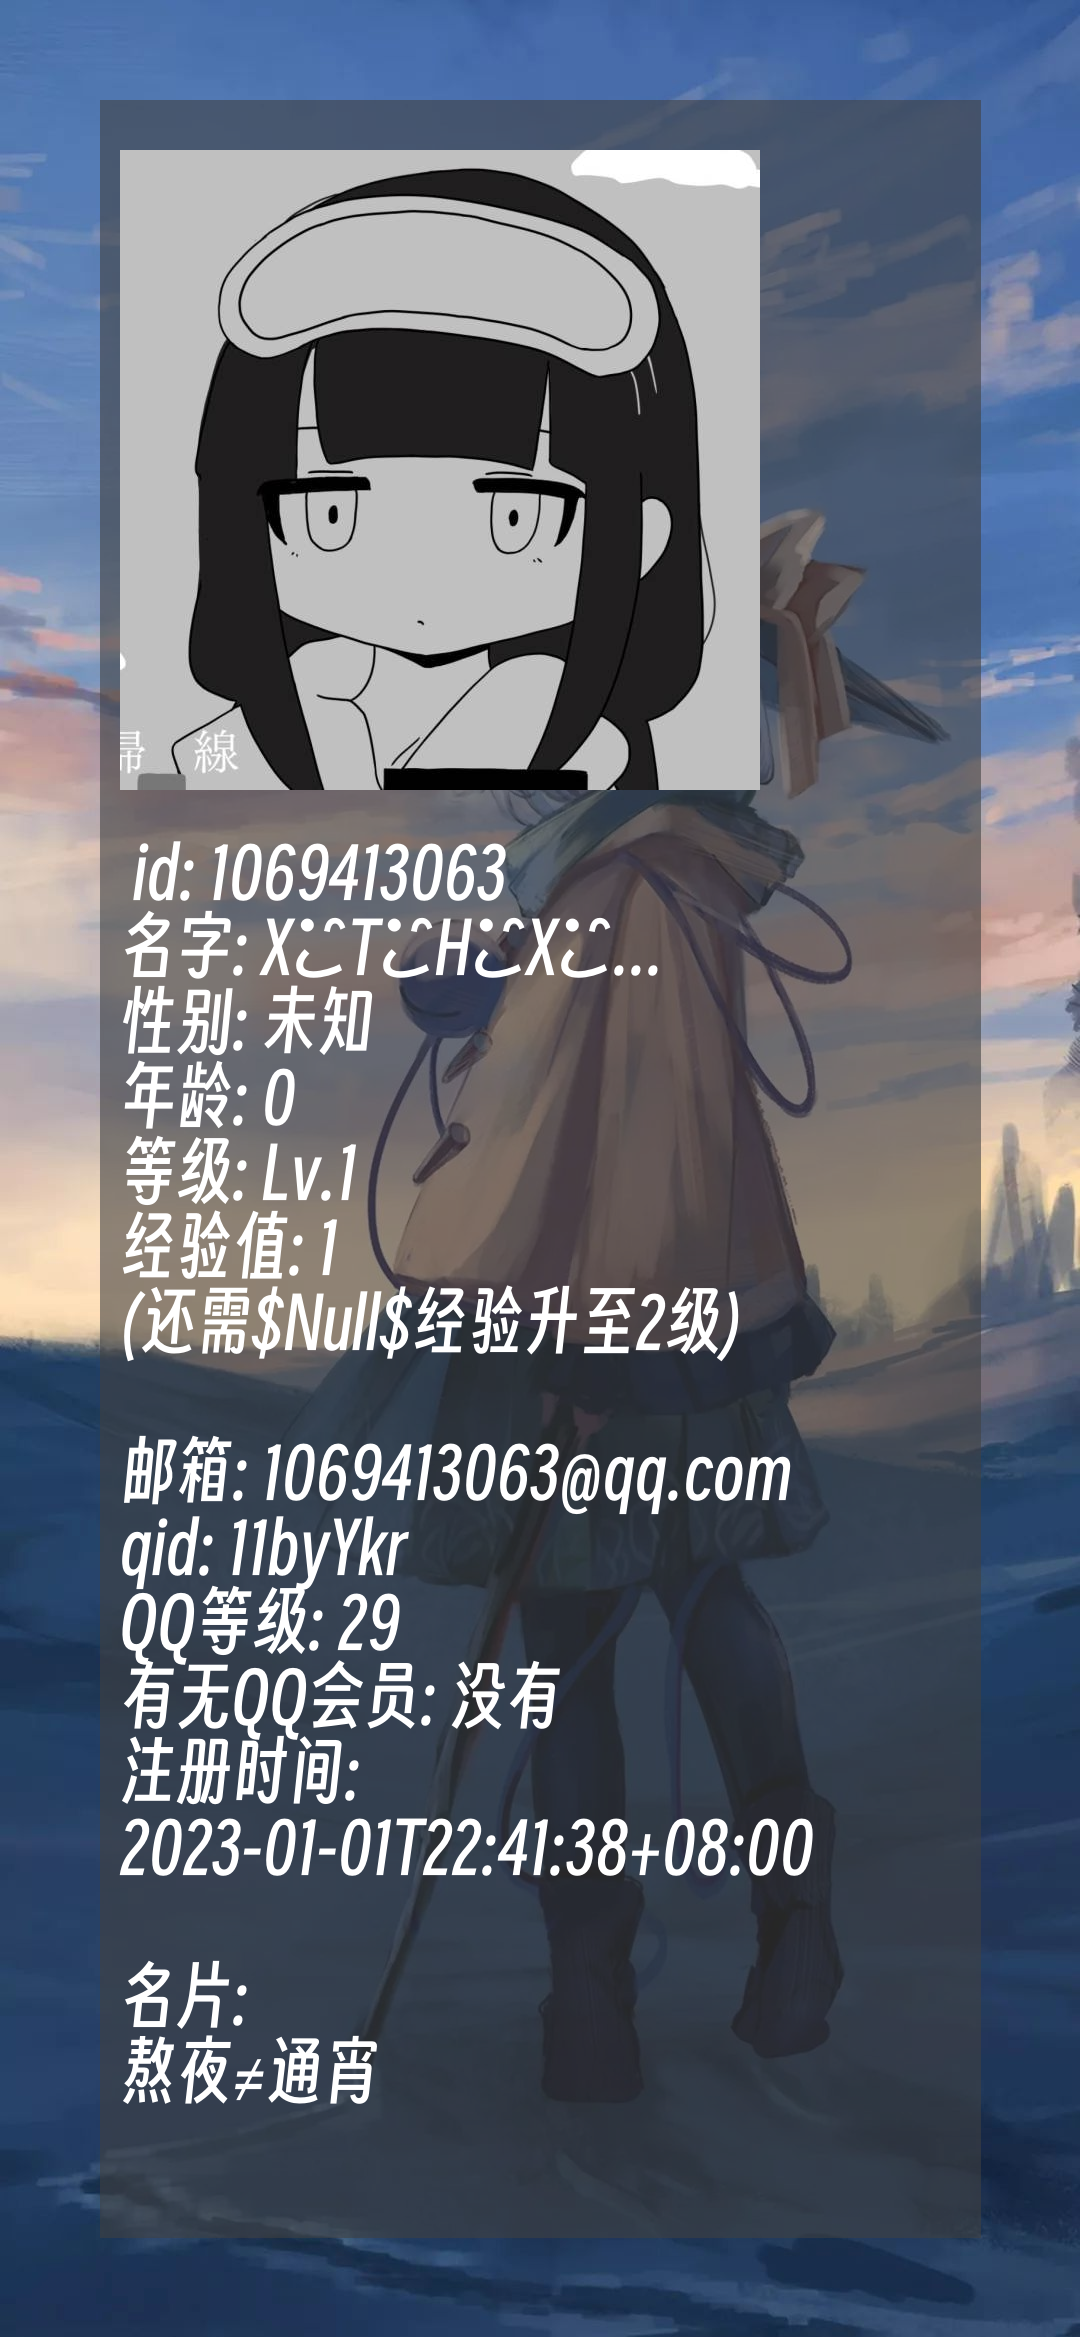 線
id: 1069413063
名字: X T H X ...
性别: 未知
年龄: 0
等级: Lv.1
经验值: 1
(还需$Null$经验升至2级)
邮箱: 1069413063@qq.com
qid: 11byYkr
QQ等级: 29
有无QQ会员: 没有
注册时间:
2023-01-01T22:41:38+08:00
名片:
熬夜≠通宵